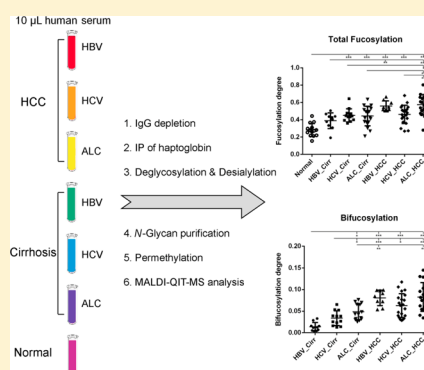 10 µL human serum
HBV
HCC
HCV
ALC
HBV
Cirrhosis
HCV
ALC
Normal
1. IgG depletion
2. IP of haptoglobin
3. Deglycosylation & Desialylation
4. N-Glycan purification
5. Permethylation
6. MALDI-QIT-MS analysis
Total Fucosylation
Fucosylation degree
1.0
0.8
0.6
0.4
0.2
0.0
Normal
HBV_Cirr
HCV_Cirr
ALC_Cirr
HBV_HCC
HCV_HCC
ALC_HCC
Bifucosylation
Bifucosylation degree
0.20
0.15
0.10
0.05
0.00
HBV_Cirr
HCV_Cirr
ALC_Cirr
HBV_HCC
HCV_HCC
ALC_HCC